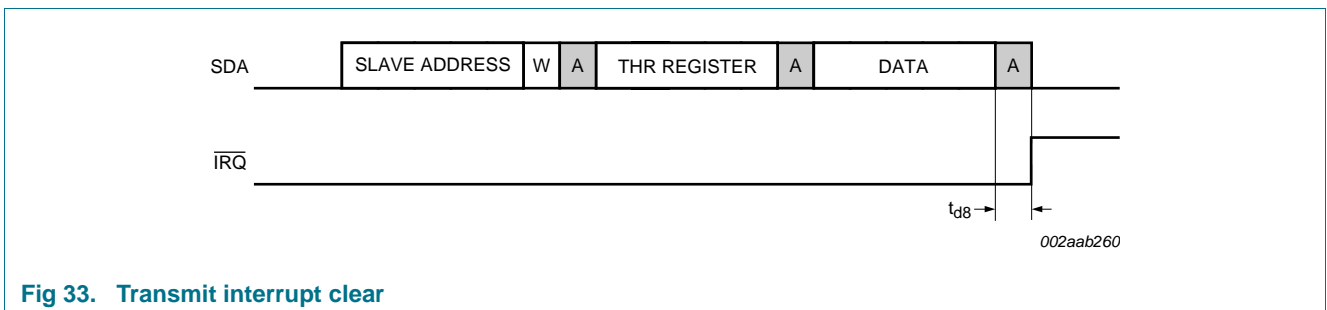 SDA SLAVE ADDRESS W A THR REGISTER A DATA A
IRQ
td8
002aab260
Fig 33. Transmit interrupt clear